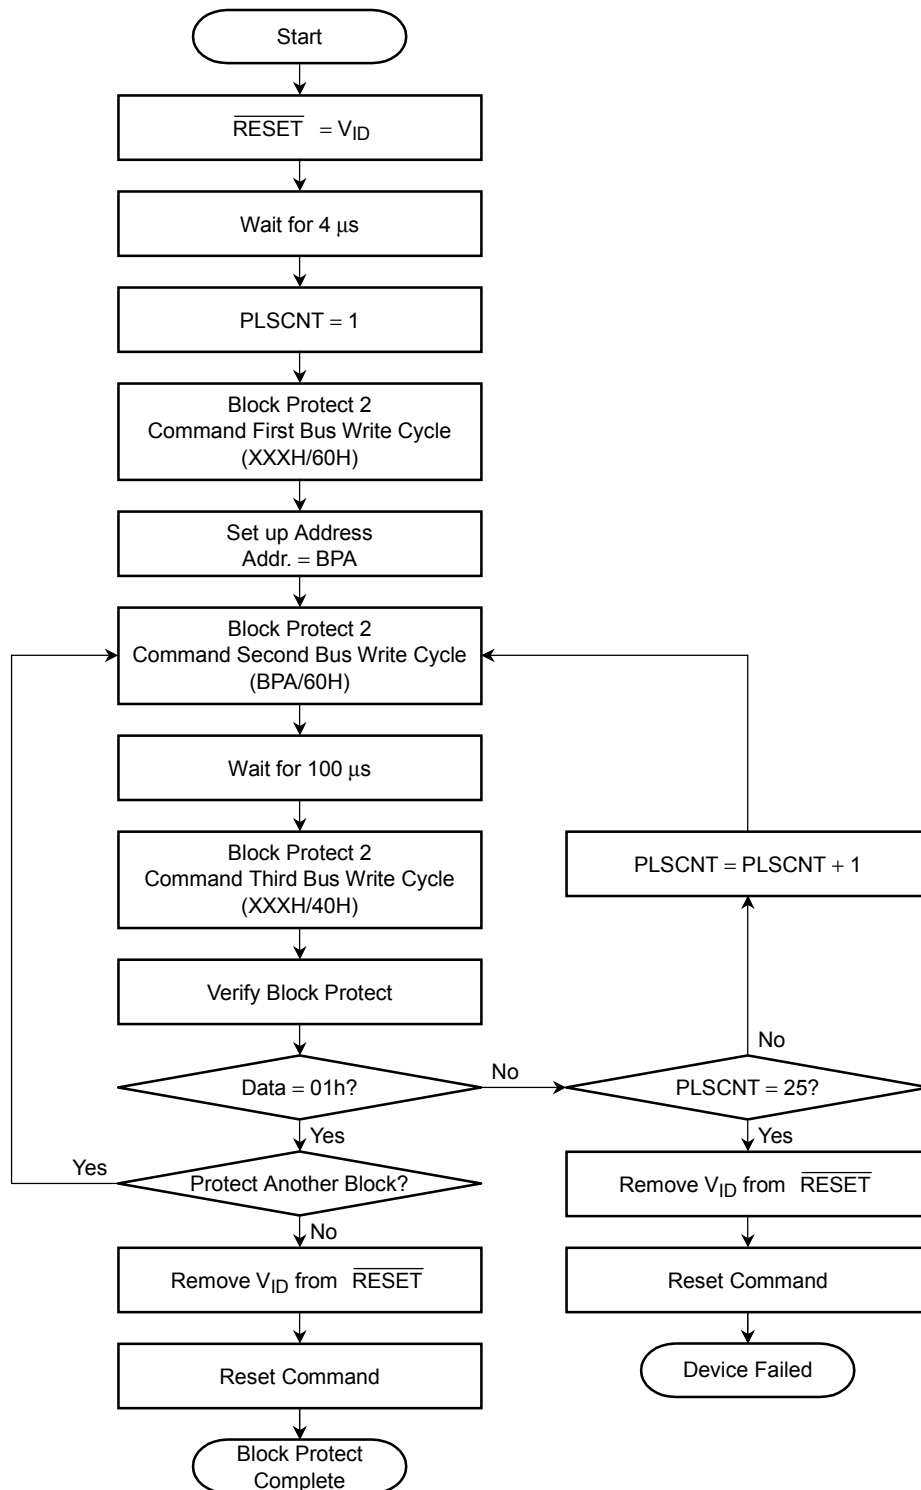 Start
RESET = VID
Wait for 4 μs
PLSCNT = 1
Block Protect 2
Command First Bus Write Cycle
(XXXH/60H)
Set up Address
Addr. = BPA
Block Protect 2
Command Second Bus Write Cycle
(BPA/60H)
Wait for 100 μs
Block Protect 2
Command Third Bus Write Cycle
(XXXH/40H)
PLSCNT = PLSCNT + 1
Verify Block Protect
No
Data = 01h?
No
PLSCNT = 25?
Yes
Yes
Yes
Protect Another Block?
Remove VID from RESET
No
Remove VID from RESET
Reset Command
Reset Command
Device Failed
Block Protect
Complete